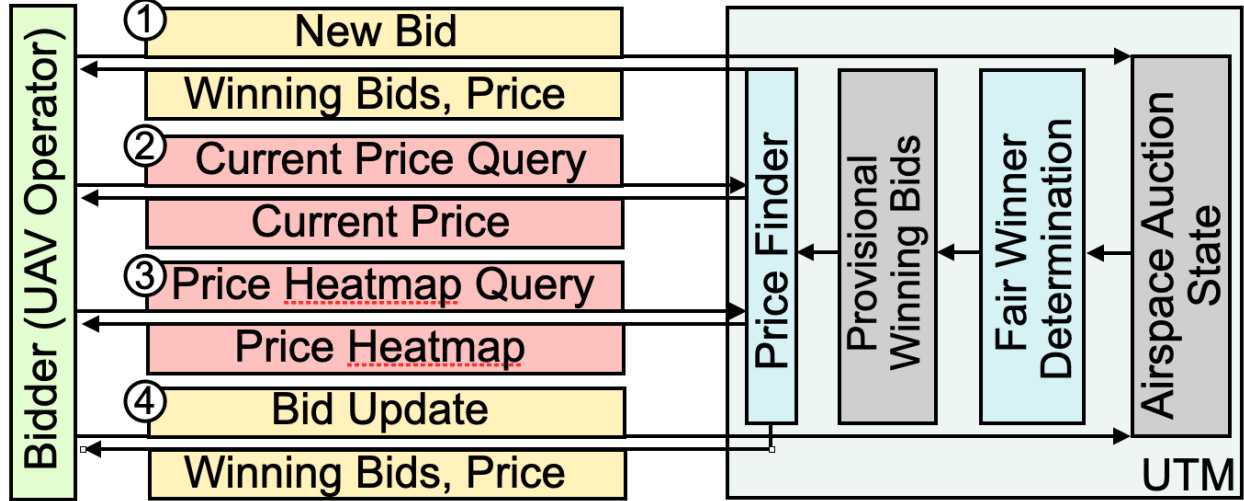 Bidder (UAV Operator)
1
New Bid
Winning Bids, Price
2
Current Price Query
Current Price
3
Price Heatmap Query
Price Heatmap
4
Bid Update
Winning Bids, Price
Price Finder
Provisional
Winning Bids
Fair Winner
Determination
Airspace Auction
State
UTM